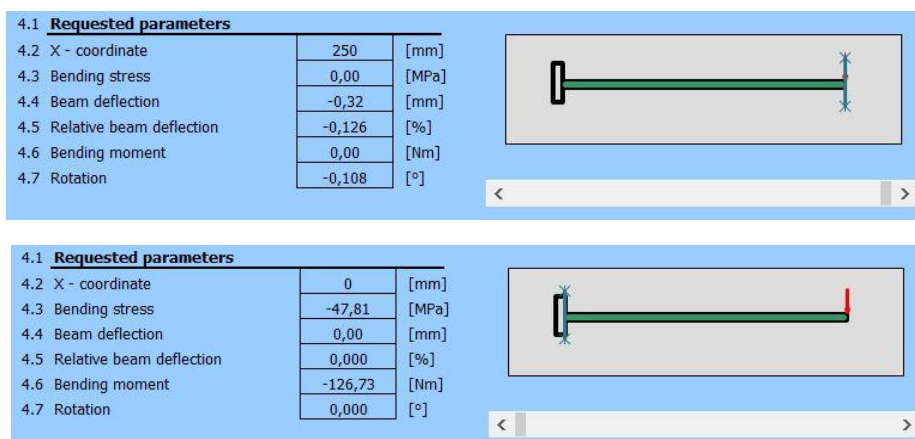 4.1 Requested parameters
4.2 X - coordinate 250 [mm]
4.3 Bending stress 0,00 [MPa]
4.4 Beam deflection -0,32 [mm]
4.5 Relative beam deflection -0,126 [%]
4.6 Bending moment 0,00 [Nm]
4.7 Rotation -0,108 [°]
4.1 Requested parameters
4.2 X - coordinate 0 [mm]
4.3 Bending stress -47,81 [MPa]
4.4 Beam deflection 0,00 [mm]
4.5 Relative beam deflection 0,000 [%]
4.6 Bending moment -126,73 [Nm]
4.7 Rotation 0,000 [°]